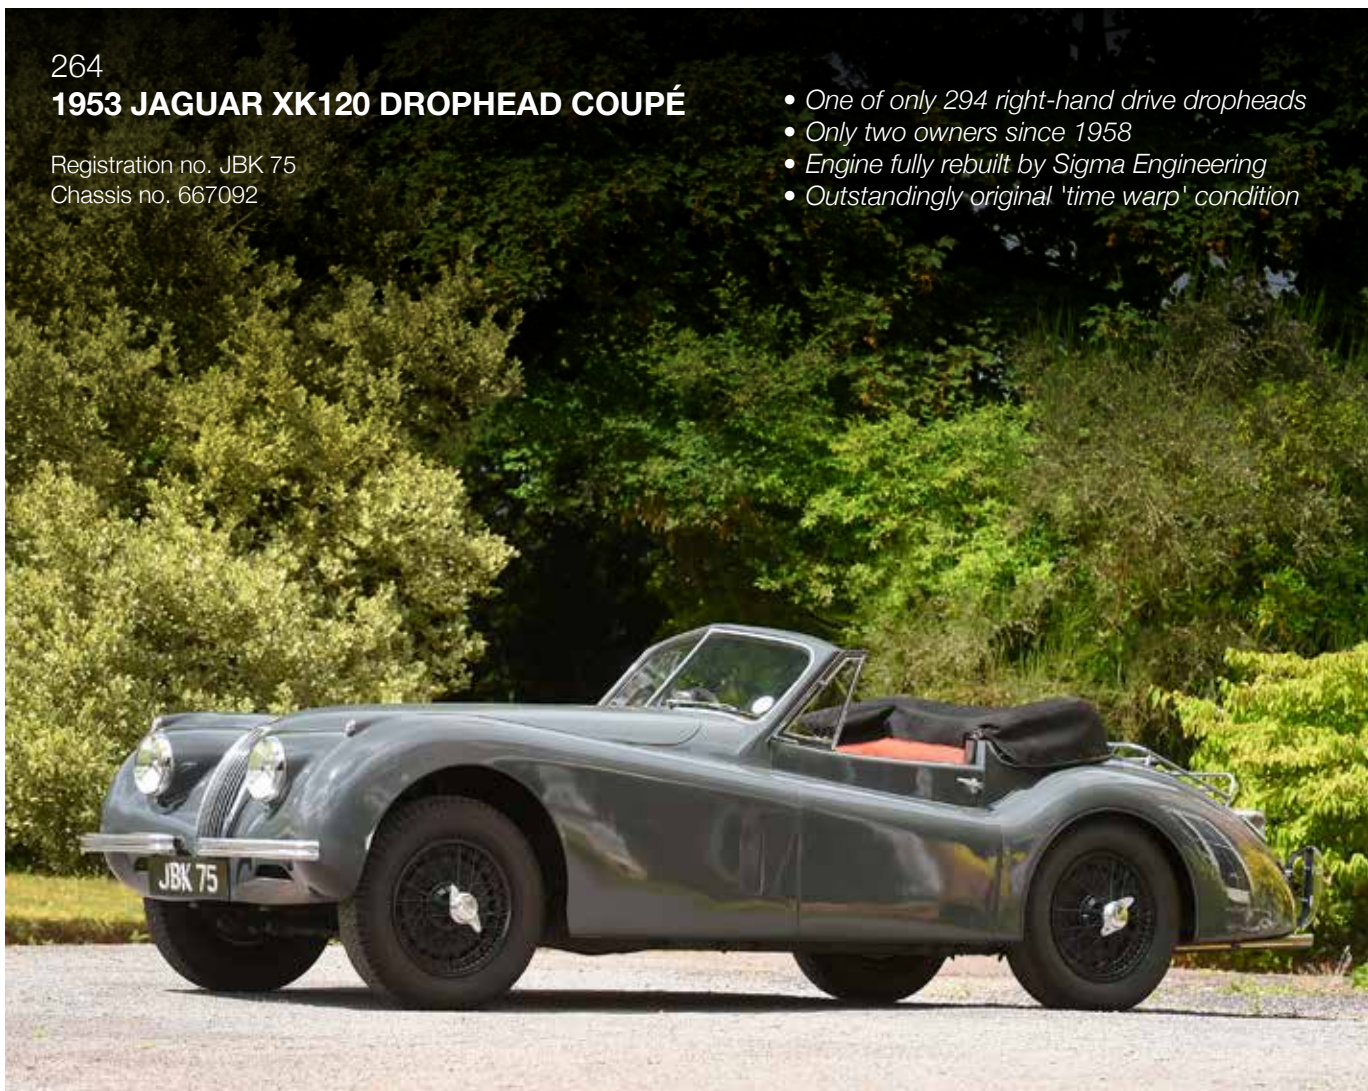 264
1953 JAGUAR XK120 DROPHEAD COUPÉ
Registration no. JBK 75
Chassis no. 667092
• One of only 294 right-hand drive dropheads
• Only two owners since 1958
• Engine fully rebuilt by Sigma Engineering
• Outstandingly original 'time warp' condition
JBK 75